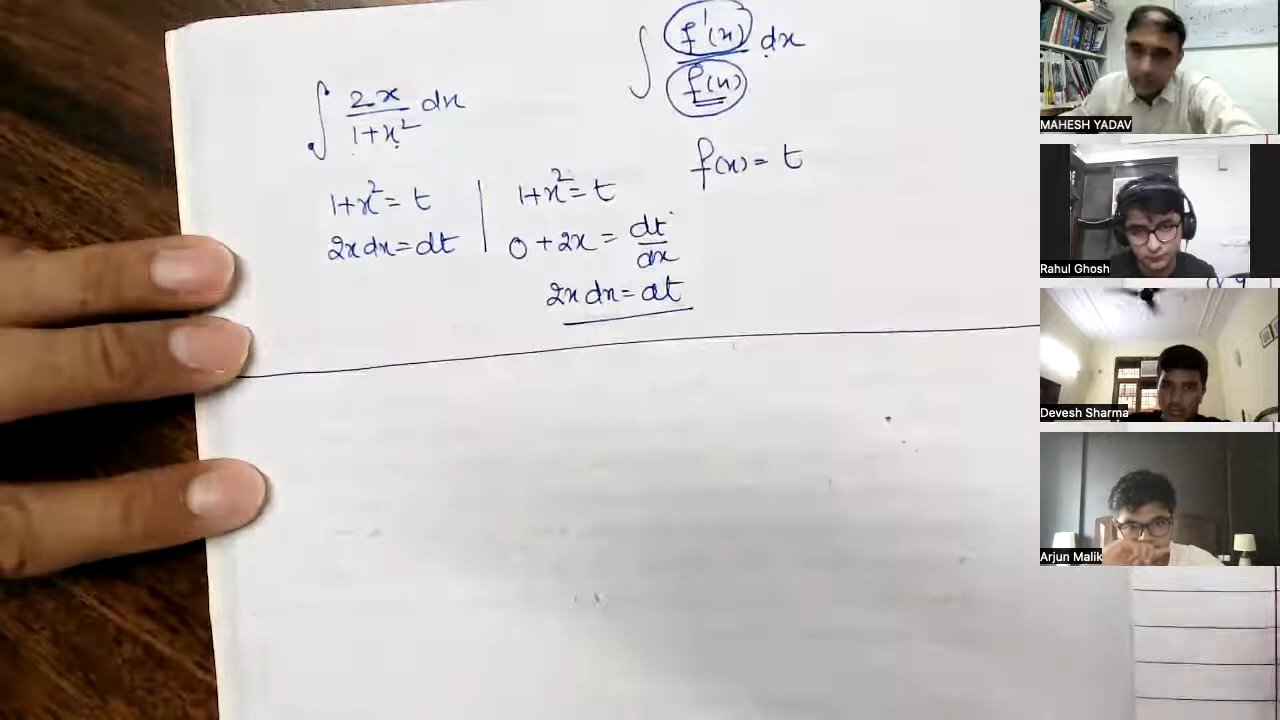 ∫ 2x/(1+x²) dx
1+x² = t
2x dx = dt
1+x² = t
0 + 2x = dt/dx
2x dx = dt
∫ f'(x)/f(x) dx
f(x) = t
MAHESH YADAV
Rahul Ghosh
Devesh Sharma
Arjun Malik